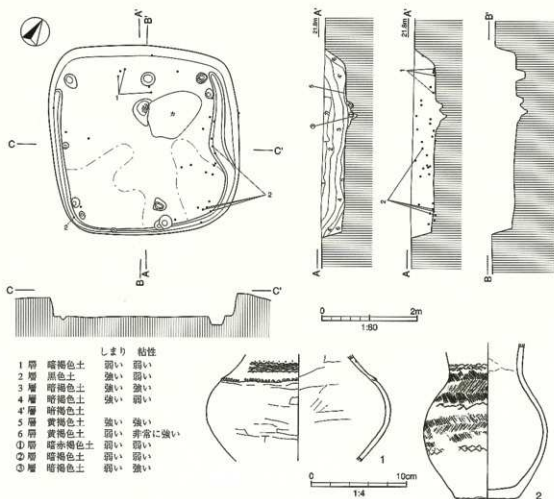 A'
B'
1
カ
C
C'
2
B A
A'
21.8m
カ
A
A'
21.8m
1
2
A
B'
B
C
C'
0 2m
1:60
しまり 粘性
1 層 暗褐色土 弱い 弱い
2 層 黒色土 強い 弱い
3 層 暗褐色土 強い 強い
4 層 暗褐色土 強い 弱い
4' 層 暗褐色土
5 層 黄褐色土 強い 強い
6 層 黄褐色土 弱い 非常に強い
① 層 暗赤褐色土 弱い 弱い
② 層 暗褐色土 弱い 弱い
③ 層 暗褐色土 弱い 強い
1
0 10cm
1:4
2